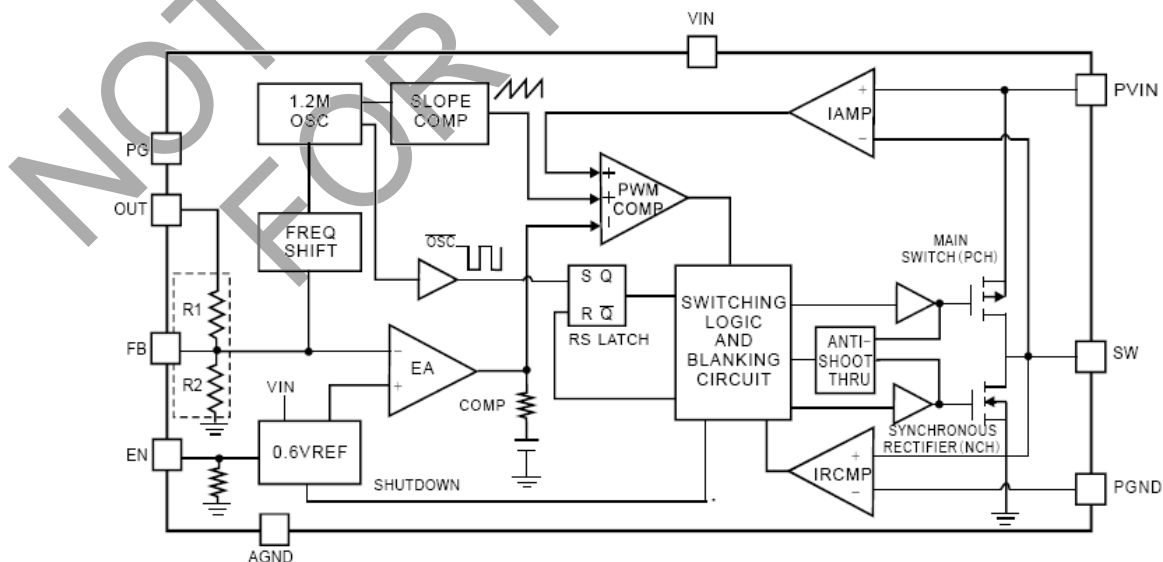 NOT
FOR
VIN
PVIN
1.2M
OSC
SLOPE
COMP
IAMP
+
−
PG
OUT
FREQ
SHIFT
+
+
-
PWM
COMP
MAIN
SWITCH (PCH)
OSC
R1
S Q
R Q
RS LATCH
SWITCHING
LOGIC
AND
BLANKING
CIRCUIT
ANTI-
SHOOT
THRU
FB
SW
−
+
EA
R2
VIN
COMP
SYNCHRONOUS
RECTIFIER (NCH)
EN
0.6VREF
IRCMP
+
−
SHUTDOWN
PGND
AGND